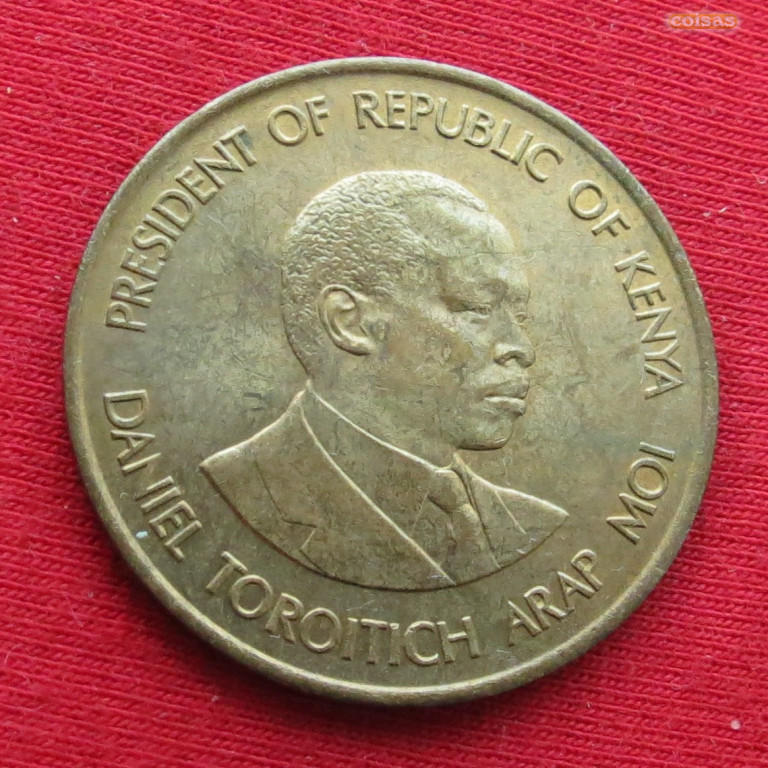 coisas
PRESIDENT OF REPUBLIC OF KENYA
DANIEL TOROITICH ARAP MOI